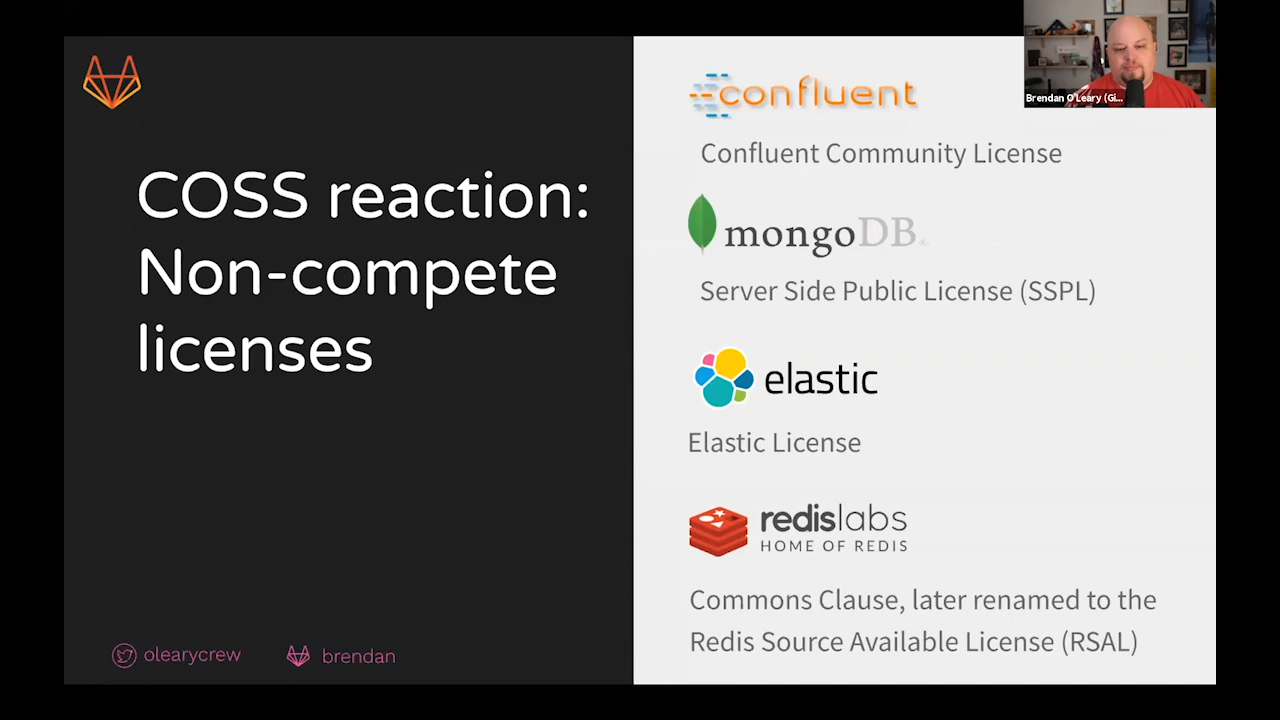 COSS reaction:
Non-compete
licenses
olearycrew
brendan
confluent
Confluent Community License
mongoDB
Server Side Public License (SSPL)
elastic
Elastic License
redislabs
HOME OF REDIS
Commons Clause, later renamed to the
Redis Source Available License (RSAL)
Brendan O'Leary (Gi...